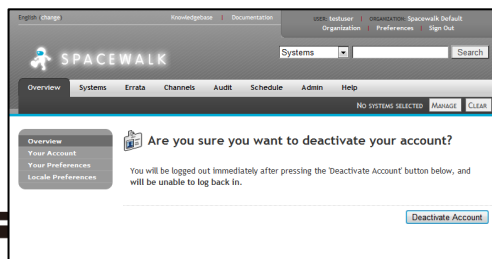 English (change) Knowledgebase | Documentation USER: testuser | ORGANIZATION: Spacewalk Default
Organization | Preferences | Sign Out
SPACEWALK Systems Search
Overview Systems Errata Channels Audit Schedule Admin Help
NO SYSTEMS SELECTED MANAGE CLEAR
Overview
Your Account
Your Preferences
Locale Preferences
Are you sure you want to deactivate your account?
You will be logged out immediately after pressing the 'Deactivate Account' button below, and
will be unable to log back in.
Deactivate Account